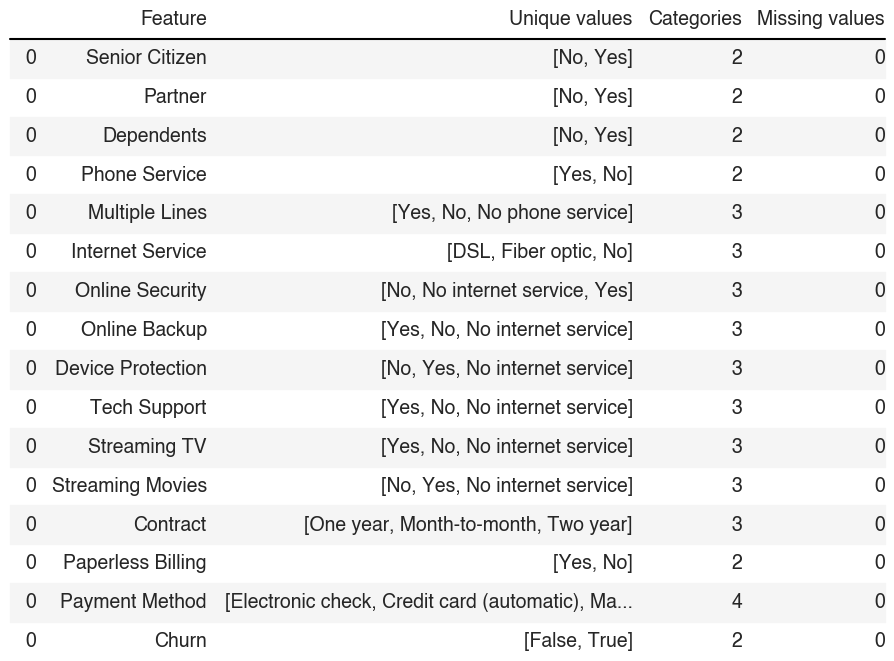 Feature Unique values Categories Missing values
0 Senior Citizen [No, Yes] 2 0
0 Partner [No, Yes] 2 0
0 Dependents [No, Yes] 2 0
0 Phone Service [Yes, No] 2 0
0 Multiple Lines [Yes, No, No phone service] 3 0
0 Internet Service [DSL, Fiber optic, No] 3 0
0 Online Security [No, No internet service, Yes] 3 0
0 Online Backup [Yes, No, No internet service] 3 0
0 Device Protection [No, Yes, No internet service] 3 0
0 Tech Support [Yes, No, No internet service] 3 0
0 Streaming TV [Yes, No, No internet service] 3 0
0 Streaming Movies [No, Yes, No internet service] 3 0
0 Contract [One year, Month-to-month, Two year] 3 0
0 Paperless Billing [Yes, No] 2 0
0 Payment Method [Electronic check, Credit card (automatic), Ma... 4 0
0 Churn [False, True] 2 0